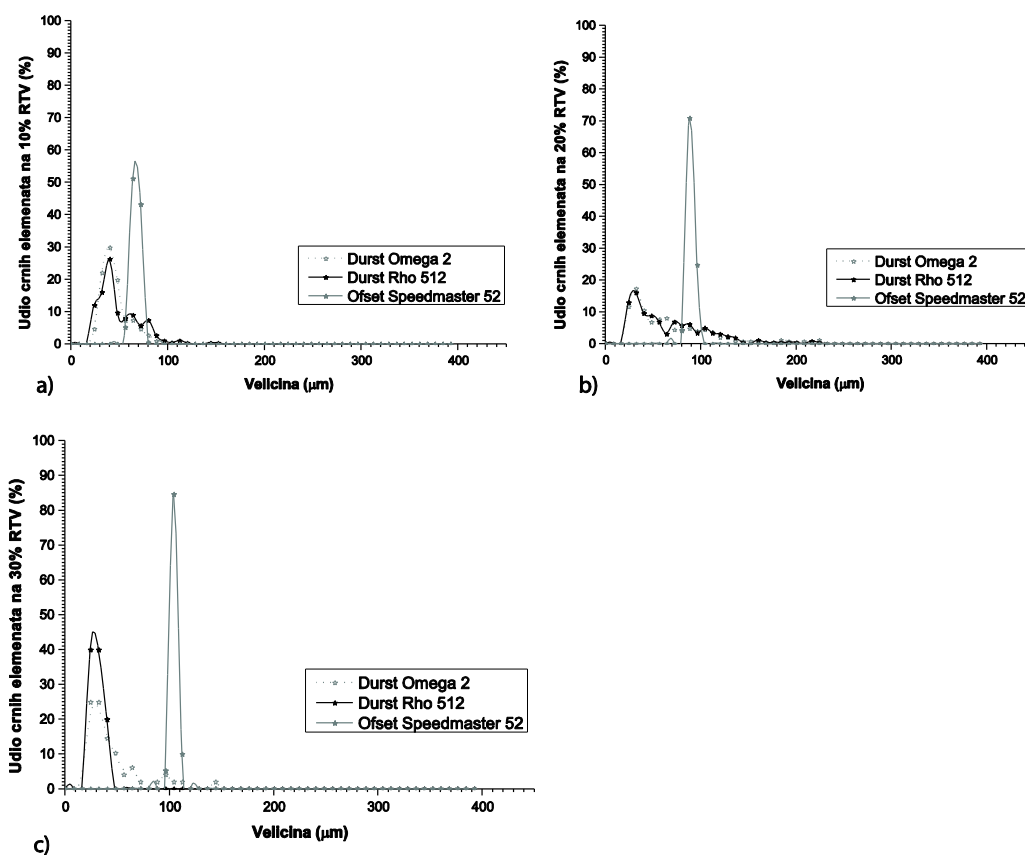 100
90
80
70
60
50
40
30
20
10
0
Udio crnih elemenata na 10% RTV (%)
Durst Omega 2
Durst Rho 512
Ofset Speedmaster 52
0 100 200 300 400
Velicina (μm)
a)
100
90
80
70
60
50
40
30
20
10
0
Udio crnih elemenata na 20% RTV (%)
Durst Omega 2
Durst Rho 512
Ofset Speedmaster 52
0 100 200 300 400
Velicina (μm)
b)
100
90
80
70
60
50
40
30
20
10
0
Udio crnih elemenata na 30% RTV (%)
Durst Omega 2
Durst Rho 512
Ofset Speedmaster 52
0 100 200 300 400
Velicina (μm)
c)